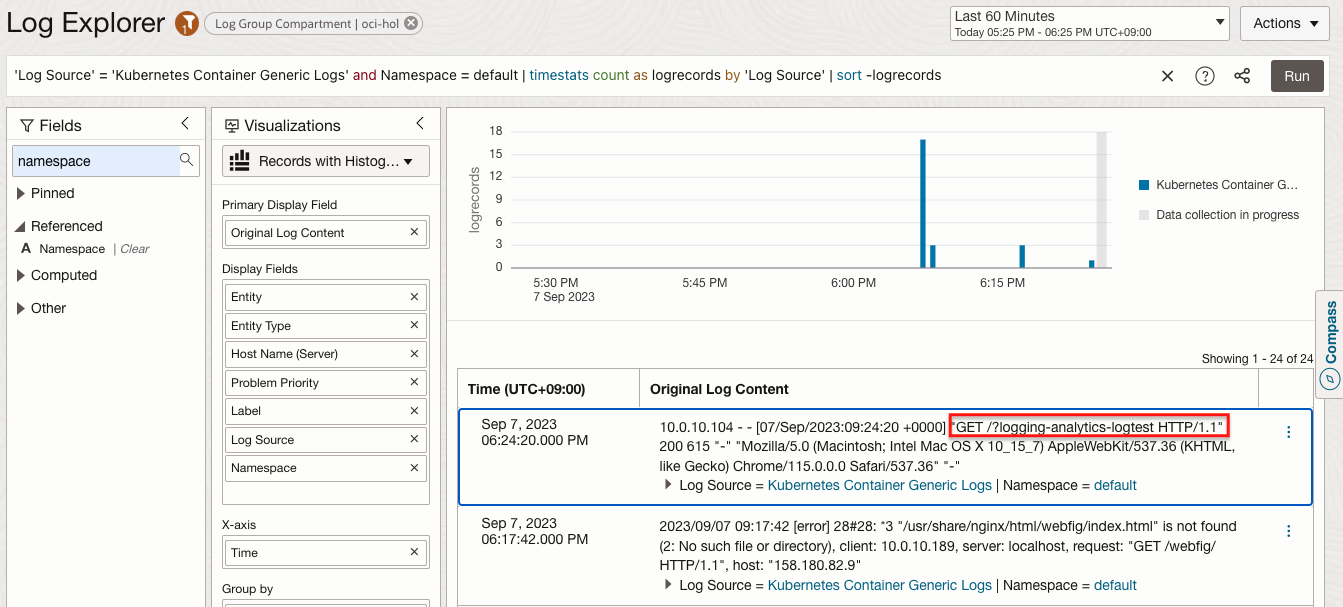 Log Explorer
1
Log Group Compartment | oci-hol
Last 60 Minutes
Today 05:25 PM - 06:25 PM UTC+09:00
Actions
'Log Source' = 'Kubernetes Container Generic Logs' and Namespace = default | timestats count as logrecords by 'Log Source' | sort -logrecords
?
Run
Fields
namespace
Pinned
Referenced
A Namespace | Clear
Computed
Other
Visualizations
Records with Histog...
Primary Display Field
Original Log Content
Display Fields
Entity
Entity Type
Host Name (Server)
Problem Priority
Label
Log Source
Namespace
X-axis
Time
Group by
logrecords
18
15
12
9
6
3
0
5:30 PM 5:45 PM 6:00 PM 6:15 PM
7 Sep 2023
Kubernetes Container G...
Data collection in progress
Compass
Showing 1 - 24 of 24
Time (UTC+09:00) Original Log Content
Sep 7, 2023
06:24:20.000 PM
10.0.10.104 - - [07/Sep/2023:09:24:20 +0000] "GET /?logging-analytics-logtest HTTP/1.1"
200 615 "-" "Mozilla/5.0 (Macintosh; Intel Mac OS X 10_15_7) AppleWebKit/537.36 (KHTML,
like Gecko) Chrome/115.0.0.0 Safari/537.36" "-"
Log Source = Kubernetes Container Generic Logs | Namespace = default
Sep 7, 2023
06:17:42.000 PM
2023/09/07 09:17:42 [error] 28#28: *3 "/usr/share/nginx/html/webfig/index.html" is not found
(2: No such file or directory), client: 10.0.10.189, server: localhost, request: "GET /webfig/
HTTP/1.1", host: "158.180.82.9"
Log Source = Kubernetes Container Generic Logs | Namespace = default